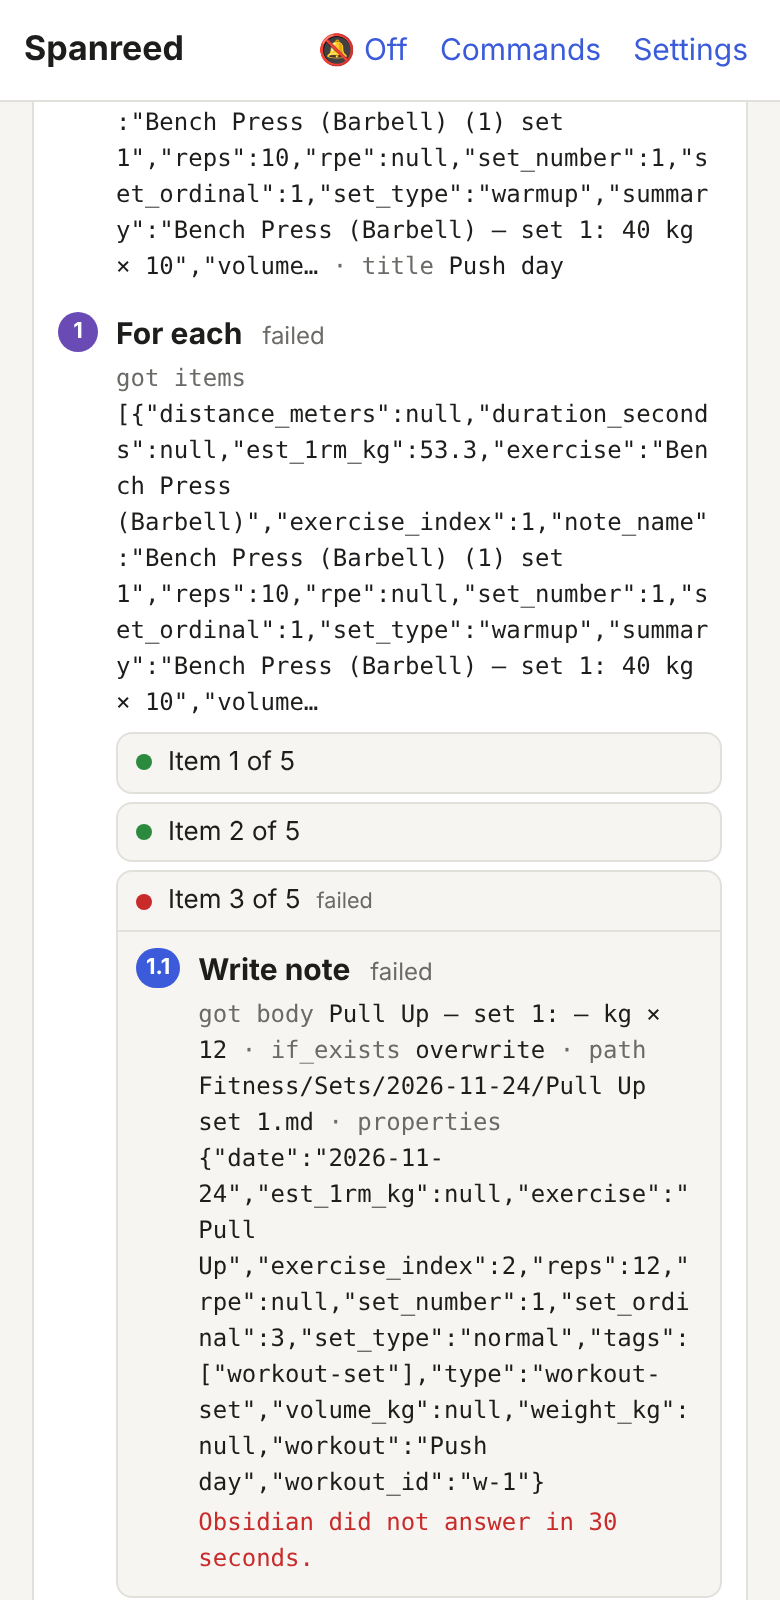 Spanreed
🔕 Off Commands Settings
:"Bench Press (Barbell) (1) set
1","reps":10,"rpe":null,"set_number":1,"s
et_ordinal":1,"set_type":"warmup","summar
y":"Bench Press (Barbell) — set 1: 40 kg
× 10","volume… · title Push day
1 For each failed
got items
[{"distance_meters":null,"duration_second
s":null,"est_1rm_kg":53.3,"exercise":"Ben
ch Press
(Barbell)","exercise_index":1,"note_name"
:"Bench Press (Barbell) (1) set
1","reps":10,"rpe":null,"set_number":1,"s
et_ordinal":1,"set_type":"warmup","summar
y":"Bench Press (Barbell) — set 1: 40 kg
× 10","volume…
Item 1 of 5
Item 2 of 5
Item 3 of 5 failed
1.1 Write note failed
got body Pull Up — set 1: — kg ×
12 · if_exists overwrite · path
Fitness/Sets/2026-11-24/Pull Up
set 1.md · properties
{"date":"2026-11-
24","est_1rm_kg":null,"exercise":"
Pull
Up","exercise_index":2,"reps":12,"
rpe":null,"set_number":1,"set_ordi
nal":3,"set_type":"normal","tags":
["workout-set"],"type":"workout-
set","volume_kg":null,"weight_kg":
null,"workout":"Push
day","workout_id":"w-1"}
Obsidian did not answer in 30
seconds.